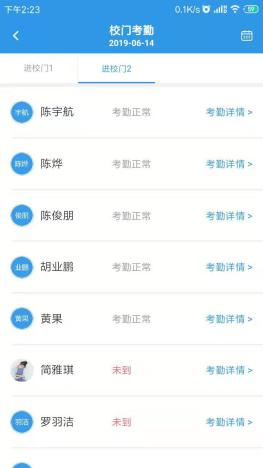 下午2:23 0.1K/s 59
校门考勤
2019-06-14
进校门1 进校门2
宇航 陈宇航 考勤正常 考勤详情 >
陈烨 陈烨 考勤正常 考勤详情 >
俊朋 陈俊朋 考勤正常 考勤详情 >
业鹏 胡业鹏 考勤正常 考勤详情 >
黄果 黄果 考勤正常 考勤详情 >
简雅琪 未到 考勤详情 >
羽洁 罗羽洁 未到 考勤详情 >